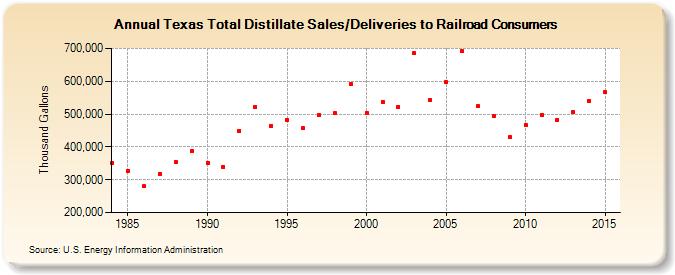 Annual Texas Total Distillate Sales/Deliveries to Railroad Consumers
Thousand Gallons
700,000
600,000
500,000
400,000
300,000
200,000
1985 1990 1995 2000 2005 2010 2015
Source: U.S. Energy Information Administration